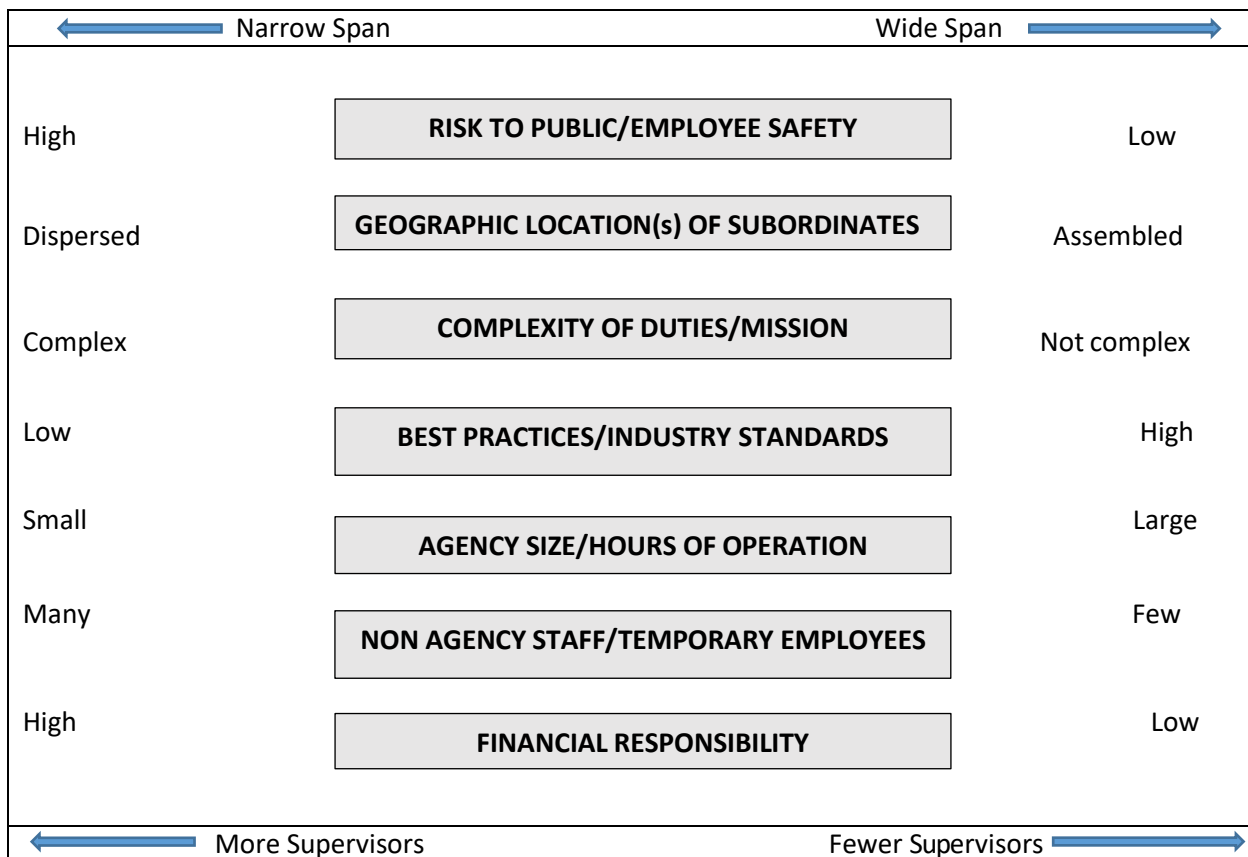 Narrow Span Wide Span
High RISK TO PUBLIC/EMPLOYEE SAFETY Low
Dispersed GEOGRAPHIC LOCATION(s) OF SUBORDINATES Assembled
Complex COMPLEXITY OF DUTIES/MISSION Not complex
Low BEST PRACTICES/INDUSTRY STANDARDS High
Small AGENCY SIZE/HOURS OF OPERATION Large
Many NON AGENCY STAFF/TEMPORARY EMPLOYEES Few
High FINANCIAL RESPONSIBILITY Low
More Supervisors Fewer Supervisors